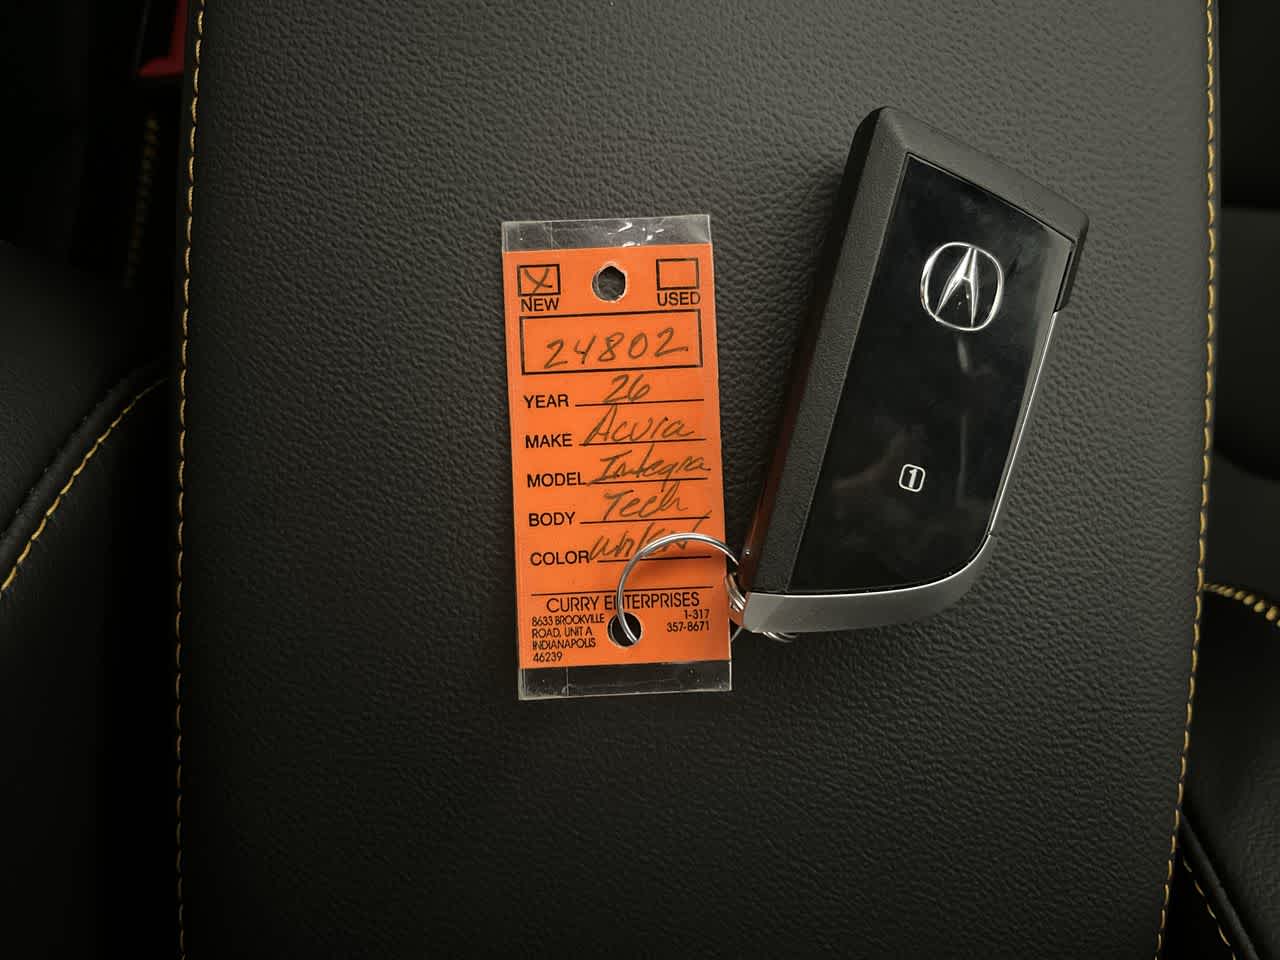 X
NEW
USED
24802
YEAR 26
MAKE Acura
MODEL Integra
BODY Tech
COLOR
CURRY ENTERPRISES
8633 BROOKVILLE
ROAD, UNIT A
INDIANAPOLIS
46239
1-317
357-8671
1